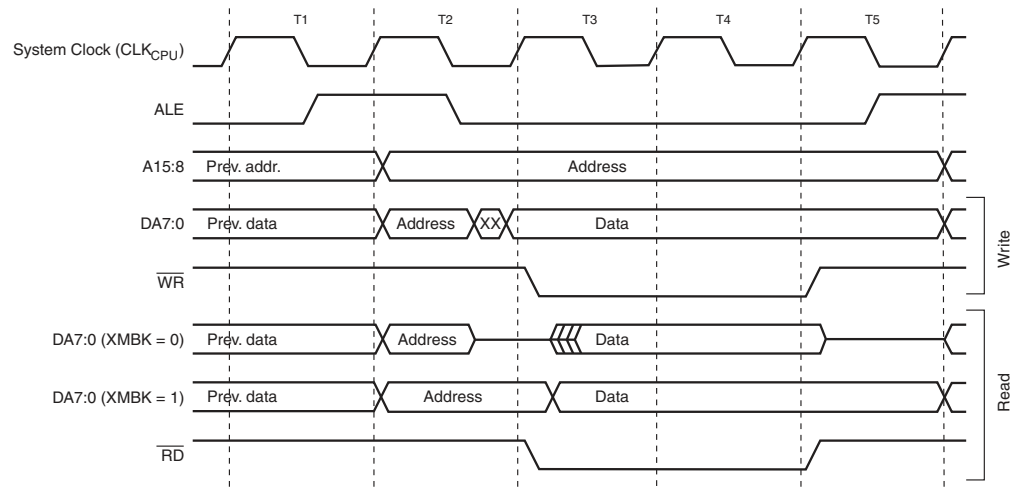 T1 T2 T3 T4 T5
System Clock (CLKCPU)
ALE
A15:8 Prev. addr. Address
DA7:0 Prev. data Address XX Data
WR
Write
DA7:0 (XMBK = 0) Prev. data Address Data
DA7:0 (XMBK = 1) Prev. data Address Data
RD
Read